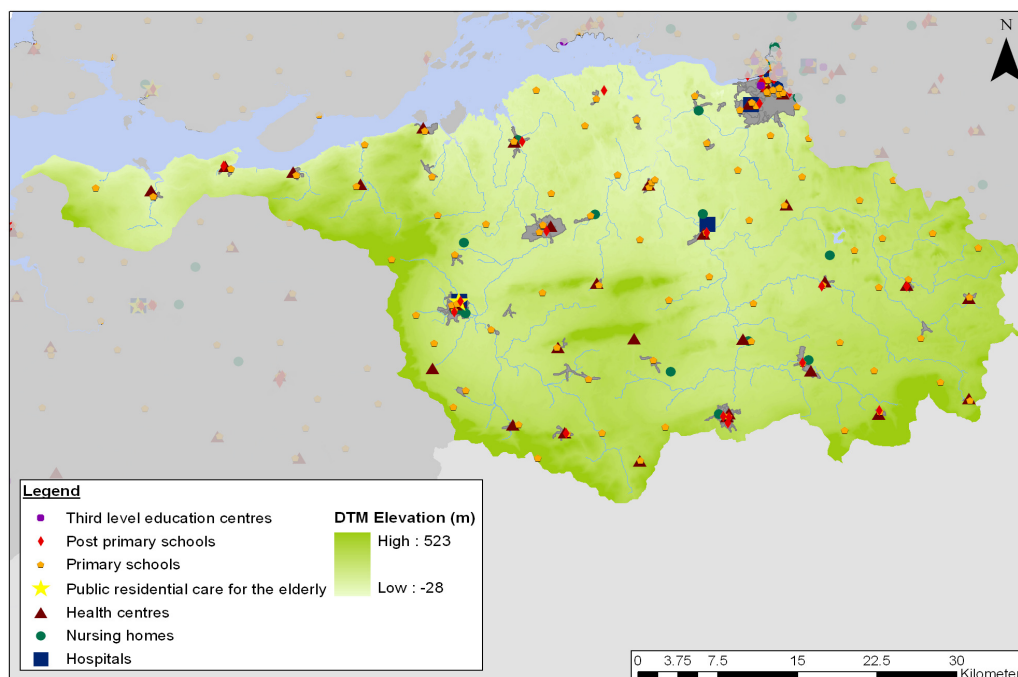 N
Legend
Third level education centres
Post primary schools
Primary schools
Public residential care for the elderly
Health centres
Nursing homes
Hospitals
DTM Elevation (m)
High : 523
Low : -28
0 3.75 7.5 15 22.5 30
Kilometer